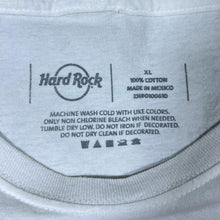 Hard Rock
XL
100% COTTON
MADE IN MEXICO
MACHINE WASH COLD WITH LIKE COLORS,
ONLY NON CHLORINE BLEACH WHEN NEEDED,
TUMBLE DRY LOW. DO NOT IRON IF DECORATED.
DO NOT DRY CLEAN IF DECORATED.